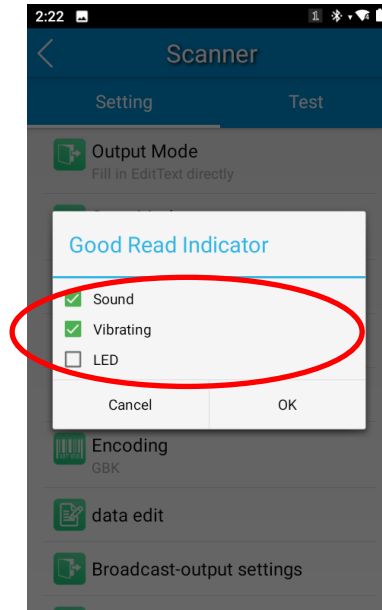 2:22
Scanner
Setting Test
Output Mode
Fill in EditText directly
Good Read Indicator
Sound
Vibrating
LED
Cancel OK
Encoding
GBK
data edit
Broadcast-output settings